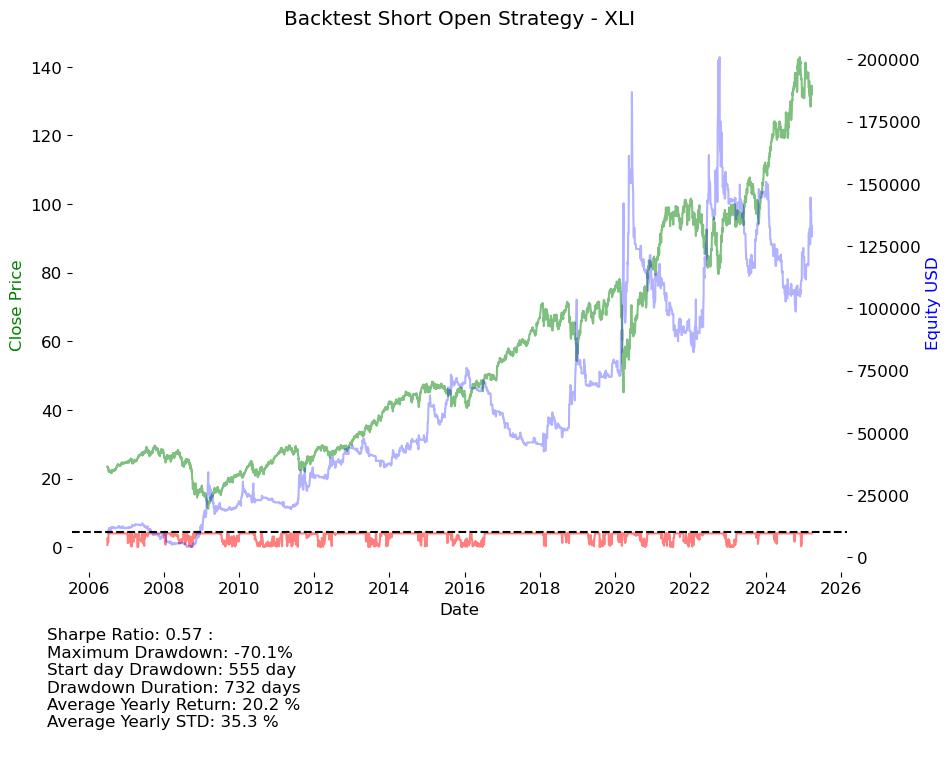 Backtest Short Open Strategy - XLI
140
120
100
80
60
40
20
0
Close Price
200000
175000
150000
125000
100000
75000
50000
25000
0
Equity USD
2006 2008 2010 2012 2014 2016 2018 2020 2022 2024 2026
Date
Sharpe Ratio: 0.57 :
Maximum Drawdown: -70.1%
Start day Drawdown: 555 day
Drawdown Duration: 732 days
Average Yearly Return: 20.2 %
Average Yearly STD: 35.3 %